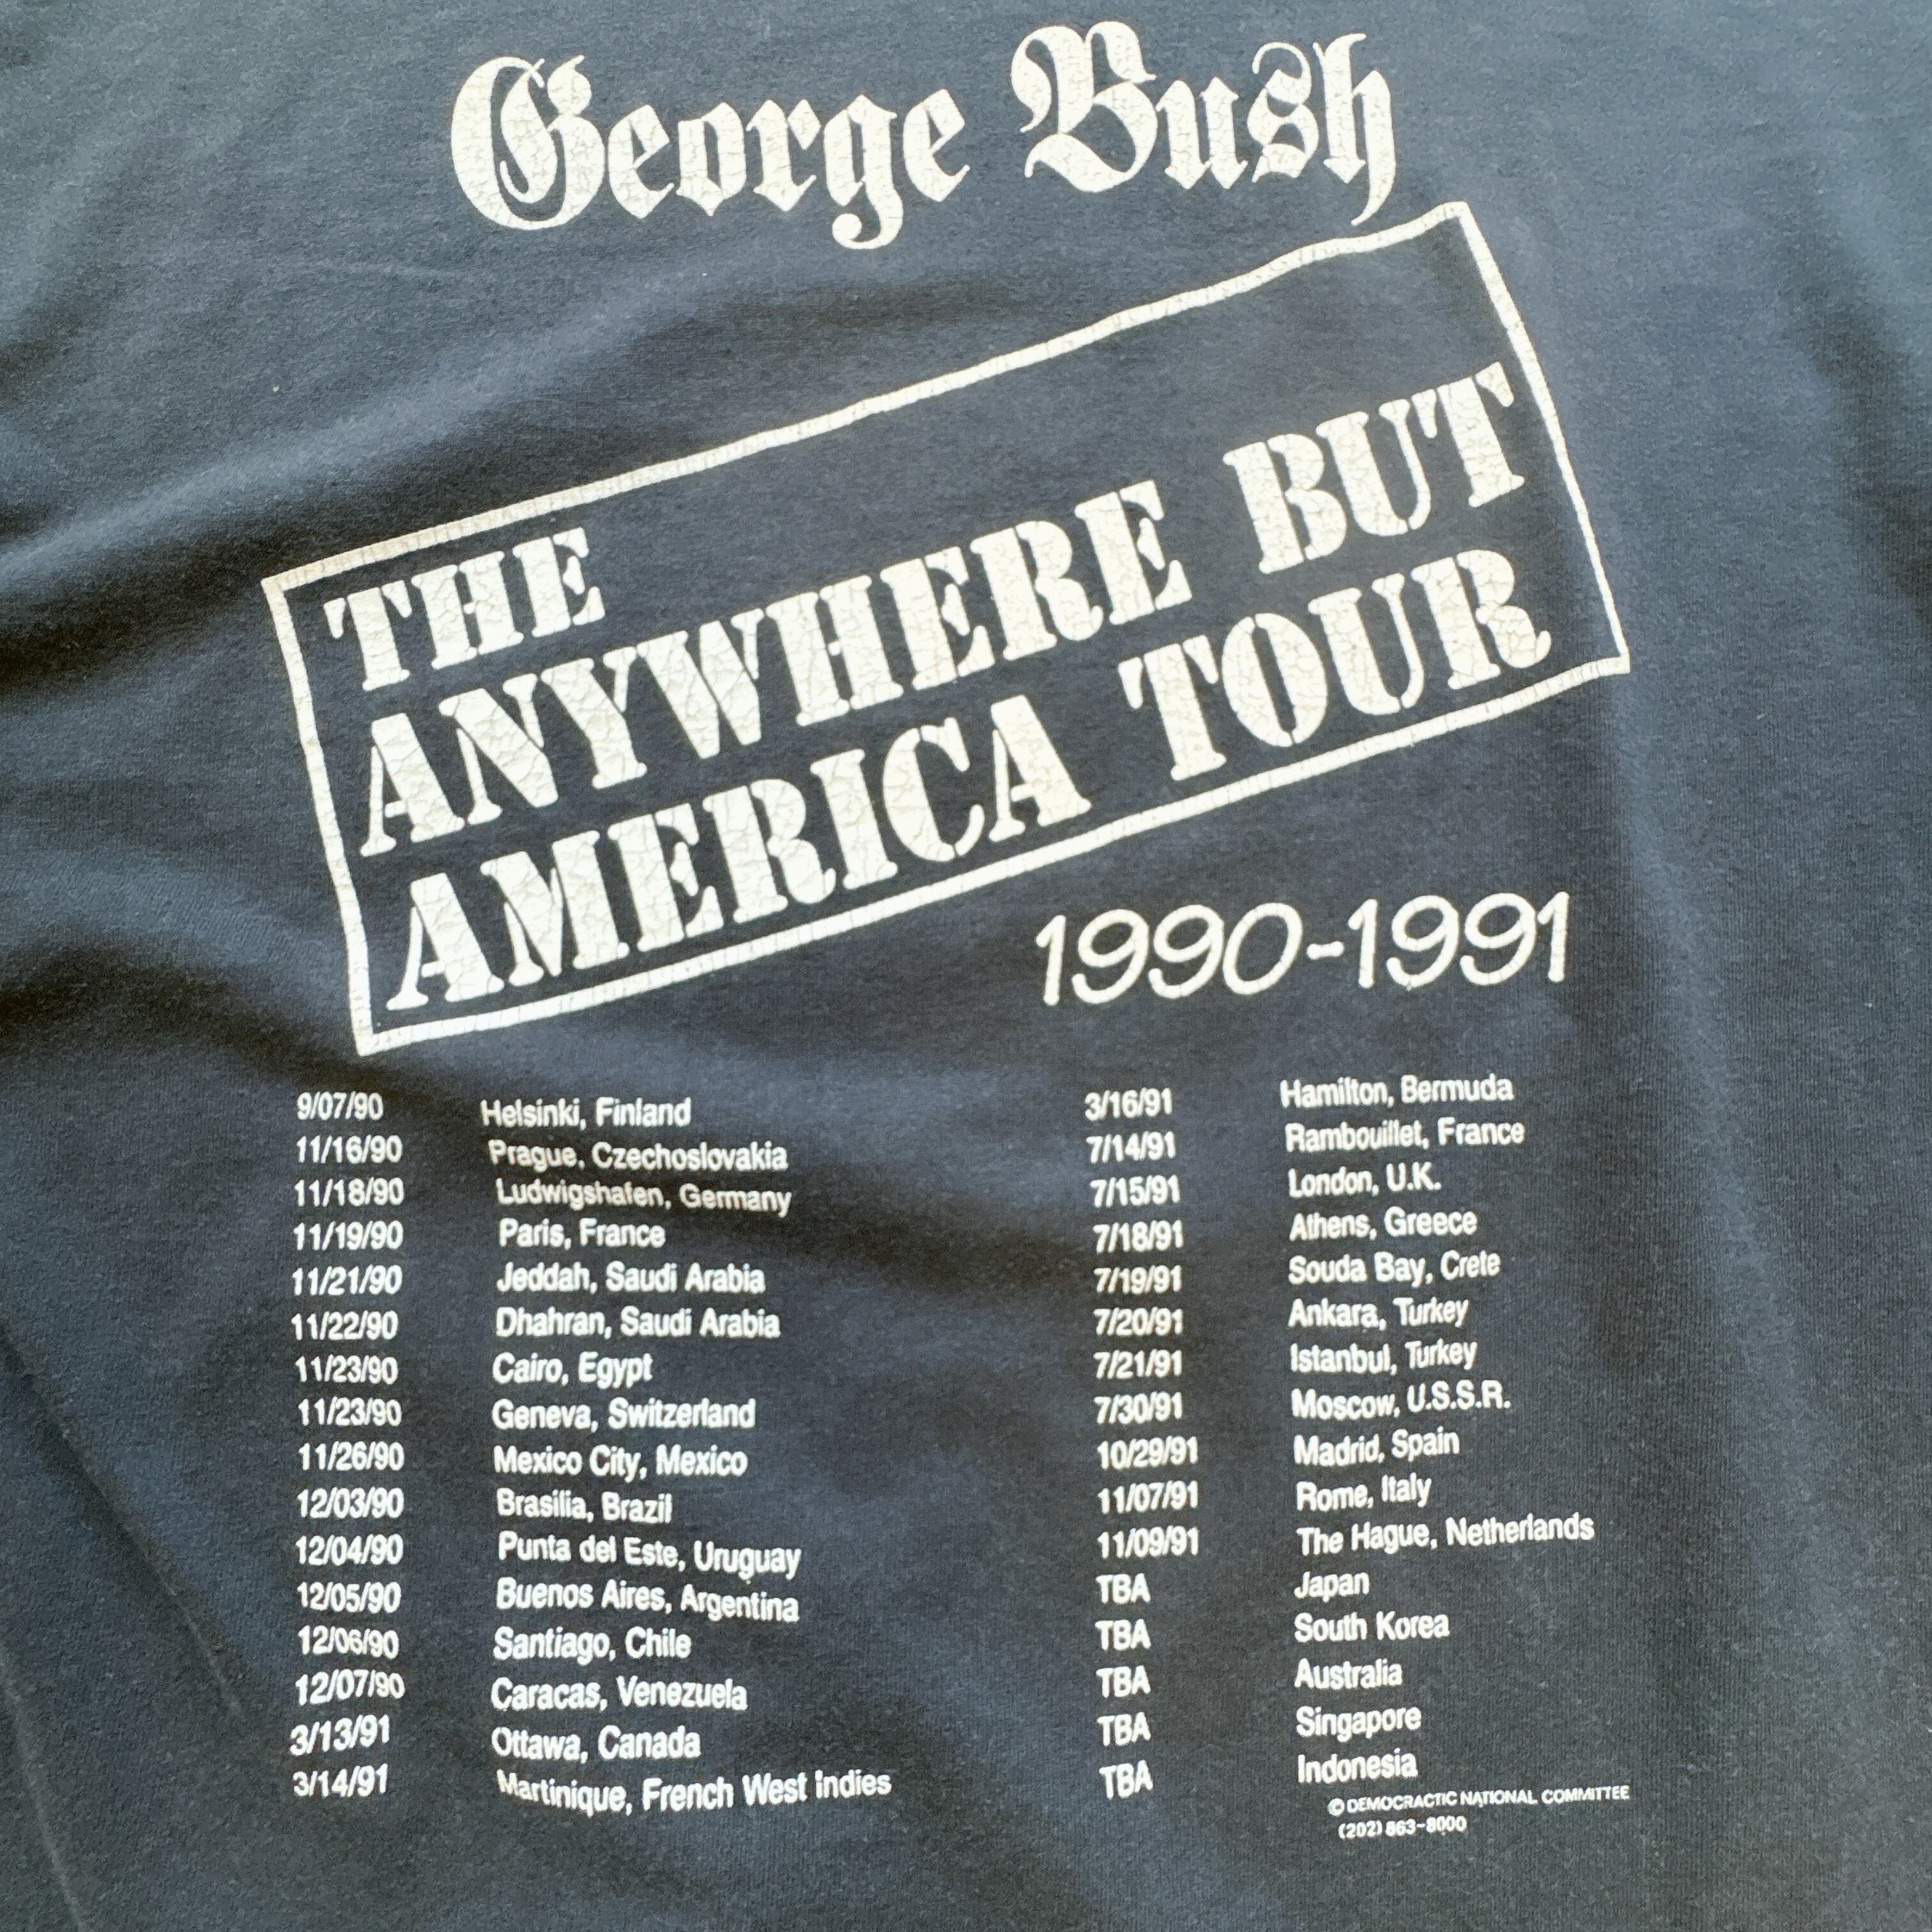 George Bush
THE
ANYWHERE BUT
AMERICA TOUR
1990-1991
9/07/90 Helsinki, Finland
11/16/90 Prague, Czechoslovakia
11/18/90 Ludwigshafen, Germany
11/19/90 Paris, France
11/21/90 Jeddah, Saudi Arabia
11/22/90 Dhahran, Saudi Arabia
11/23/90 Cairo, Egypt
11/23/90 Geneva, Switzerland
11/26/90 Mexico City, Mexico
12/03/90 Brasilia, Brazil
12/04/90 Punta del Este, Uruguay
12/05/90 Buenos Aires, Argentina
12/06/90 Santiago, Chile
12/07/90 Caracas, Venezuela
3/13/91 Ottawa, Canada
3/14/91 Martinique, French West Indies
3/16/91 Hamilton, Bermuda
7/14/91 Rambouillet, France
7/15/91 London, U.K.
7/18/91 Athens, Greece
7/19/91 Souda Bay, Crete
7/20/91 Ankara, Turkey
7/21/91 Istanbul, Turkey
7/30/91 Moscow, U.S.S.R.
10/29/91 Madrid, Spain
11/07/91 Rome, Italy
11/09/91 The Hague, Netherlands
TBA Japan
TBA South Korea
TBA Australia
TBA Singapore
TBA Indonesia
© DEMOCRACTIC NATIONAL COMMITTEE
(202) 863-8000